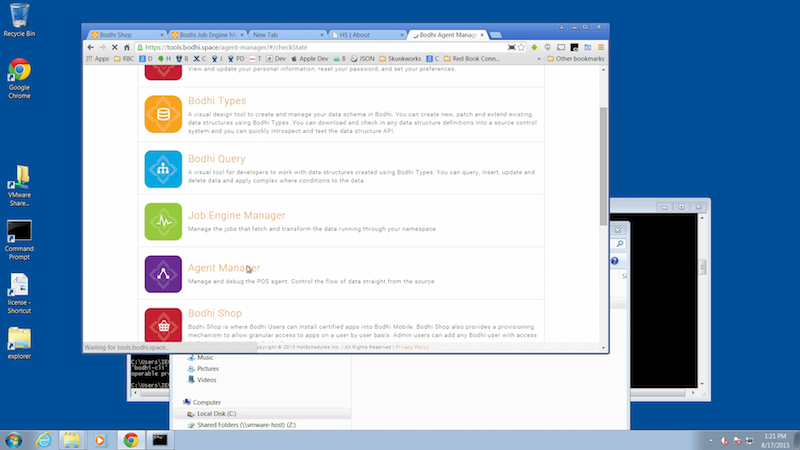 Recycle Bin
Google Chrome
VMware Share...
Command Prompt
license - Shortcut
explorer
Bodhi Shop
Bodhi Job Engine M
New Tab
HS | About
Bodhi Agent Manag
https://tools.bodhi.space/agent-manager/#/checkState
Apps RBC D H B C J PD T Dev Apple Dev B JSON Skunkworks Red Book Conn... » Other bookmarks
View and update your personal information, reset your password, and set your preferences.
Bodhi Types
A visual design tool to create and manage your data schema in Bodhi. You can create new, patch and extend existing
data structures using Bodhi Types. You can download and check in any data structure definitions into a source control
system and you can quickly introspect and test the data structure API.
Bodhi Query
A visual tool for developers to work with data structures created using Bodhi Types. You can query, insert, update and
delete data and apply complex where conditions to the data.
Job Engine Manager
Manage the jobs that fetch and transform the data running through your namespace
Agent Manager
Manage and debug the POS agent. Control the flow of data straight from the source
Bodhi Shop
Bodhi Shop is where Bodhi Users can install certified apps into Bodhi Mobile. Bodhi Shop also provides a provisioning
mechanism to allow granular access to apps on a user by user basis. Admin users can add any Bodhi user with access
Waiting for tools.bodhi.space...
opyright © 2015 HotSchedules Inc. | All Rights Reserved | Privacy Policy
C:\Users\IE
'bodhi-cli'
operable pr
C:\Users\IE
Music
Pictures
Videos
Computer
Local Disk (C:)
Shared Folders (\\vmware-host) (Z:)
1:21 PM
8/17/2015